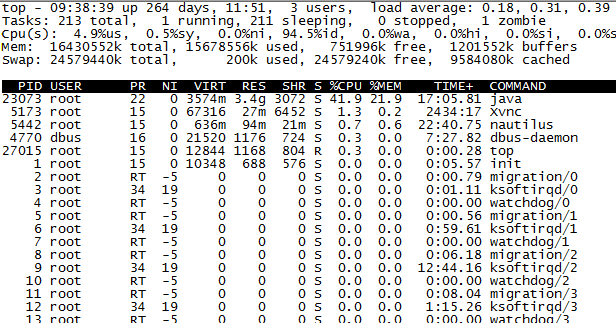 top - 09:38:39 up 264 days, 11:51, 3 users, load average: 0.18, 0.31, 0.39
Tasks: 213 total, 1 running, 211 sleeping, 0 stopped, 1 zombie
Cpu(s): 4.9%us, 0.5%sy, 0.0%ni, 94.5%id, 0.0%wa, 0.0%hi, 0.0%si, 0.0%s
Mem: 16430552k total, 15678556k used, 751996k free, 1201552k buffers
Swap: 24579440k total, 200k used, 24579240k free, 9584080k cached
PID USER PR NI VIRT RES SHR S %CPU %MEM TIME+ COMMAND
23073 root 22 0 3574m 3.4g 3072 S 41.9 21.9 17:05.81 java
5173 root 15 0 67316 27m 6452 S 1.3 0.2 2434:17 Xvnc
5442 root 15 0 636m 94m 21m S 0.7 0.6 22:40.75 nautilus
4770 dbus 16 0 21520 1176 724 S 0.3 0.0 7:27.82 dbus-daemon
27015 root 15 0 12844 1168 804 R 0.3 0.0 0:00.28 top
1 root 15 0 10348 688 576 S 0.0 0.0 0:05.57 init
2 root RT -5 0 0 0 S 0.0 0.0 0:00.79 migration/0
3 root 34 19 0 0 0 S 0.0 0.0 0:01.11 ksoftirqd/0
4 root RT -5 0 0 0 S 0.0 0.0 0:00.00 watchdog/0
5 root RT -5 0 0 0 S 0.0 0.0 0:00.56 migration/1
6 root 34 19 0 0 0 S 0.0 0.0 0:59.61 ksoftirqd/1
7 root RT -5 0 0 0 S 0.0 0.0 0:00.00 watchdog/1
8 root RT -5 0 0 0 S 0.0 0.0 0:06.18 migration/2
9 root 34 19 0 0 0 S 0.0 0.0 12:44.16 ksoftirqd/2
10 root RT -5 0 0 0 S 0.0 0.0 0:00.00 watchdog/2
11 root RT -5 0 0 0 S 0.0 0.0 0:08.04 migration/3
12 root 34 19 0 0 0 S 0.0 0.0 1:15.26 ksoftirqd/3
13 root RT -5 0 0 0 S 0.0 0.0 0:00.00 watchdog/3